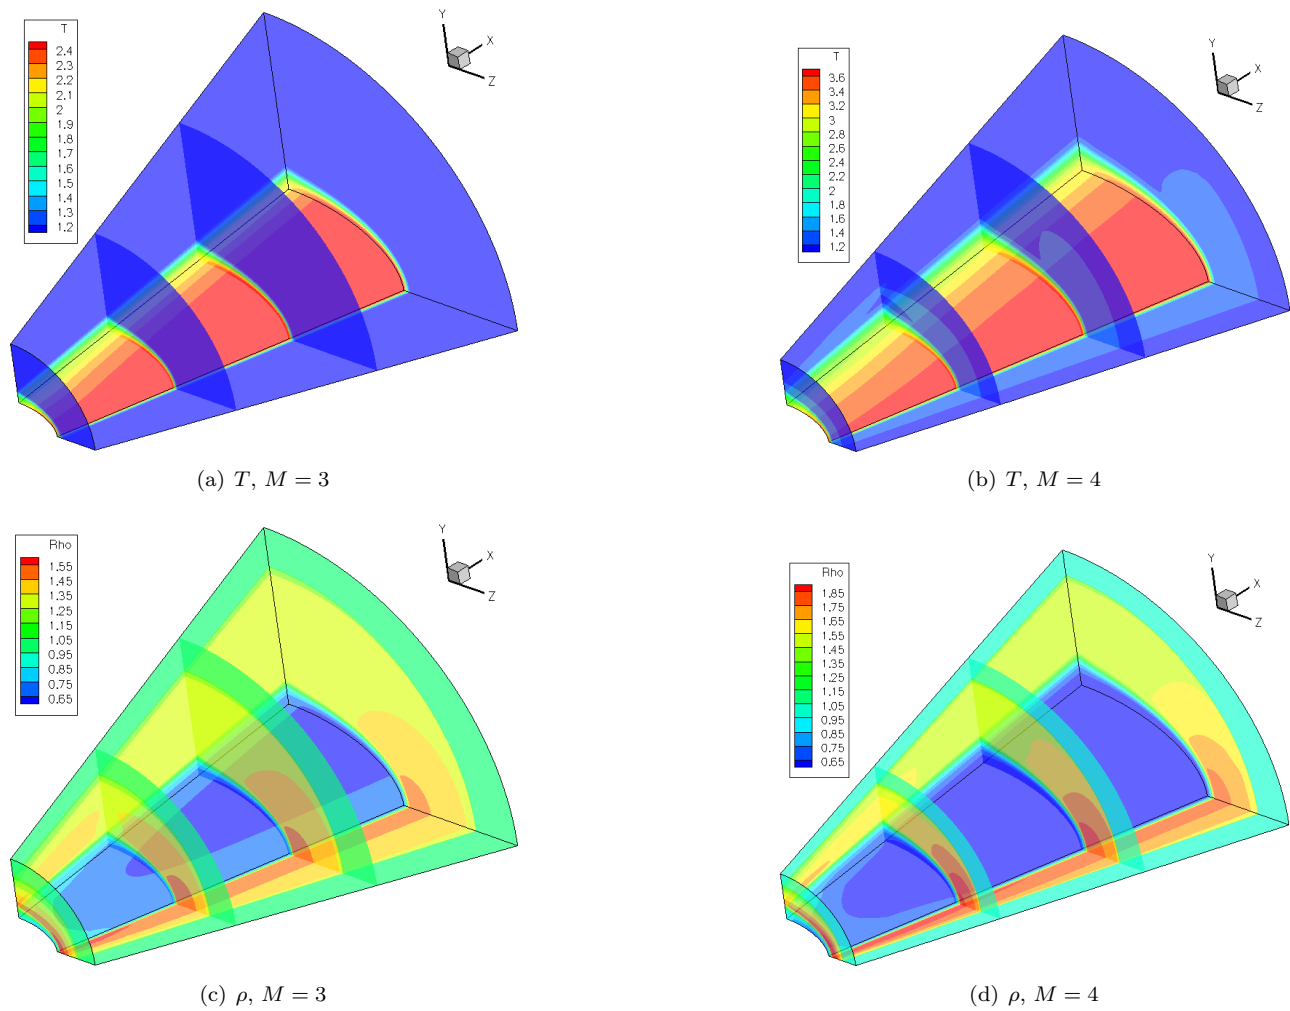 T
2.4
2.3
2.2
2.1
2
1.9
1.8
1.7
1.6
1.5
1.4
1.3
1.2
Y
X
Z
(a) T, M = 3
T
3.6
3.4
3.2
3
2.8
2.6
2.4
2.2
2
1.8
1.6
1.4
1.2
Y
X
Z
(b) T, M = 4
Rho
1.55
1.45
1.35
1.25
1.15
1.05
0.95
0.85
0.75
0.65
Y
X
Z
(c) ρ, M = 3
Rho
1.85
1.75
1.65
1.55
1.45
1.35
1.25
1.15
1.05
0.95
0.85
0.75
0.65
Y
X
Z
(d) ρ, M = 4